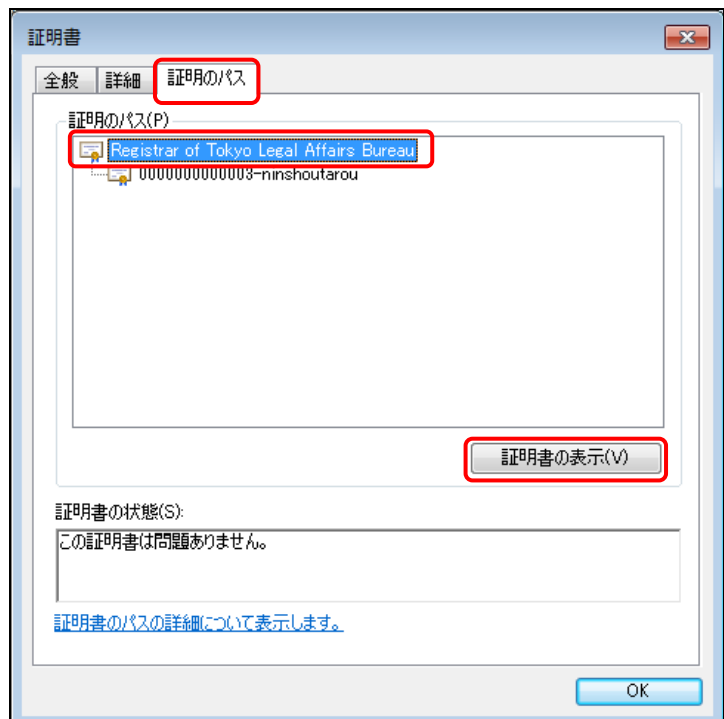 証明書
全般 詳細 証明のパス
証明のパス(P)
Registrar of Tokyo Legal Affairs Bureau
0000000000003-ninshoutarou
証明書の表示(V)
証明書の状態(S):
この証明書は問題ありません。
証明書のパスの詳細について表示します。
OK